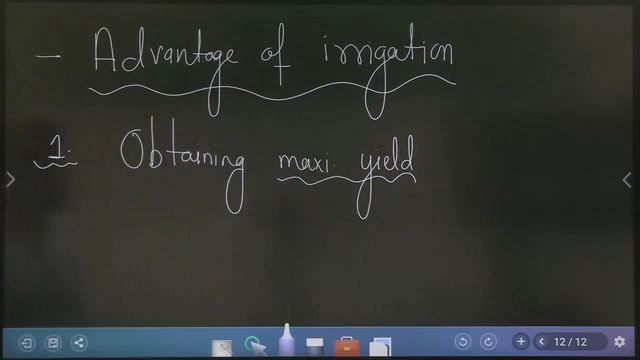 - Advantage of irrigation
1. Obtaining maxi. yield
12 / 12